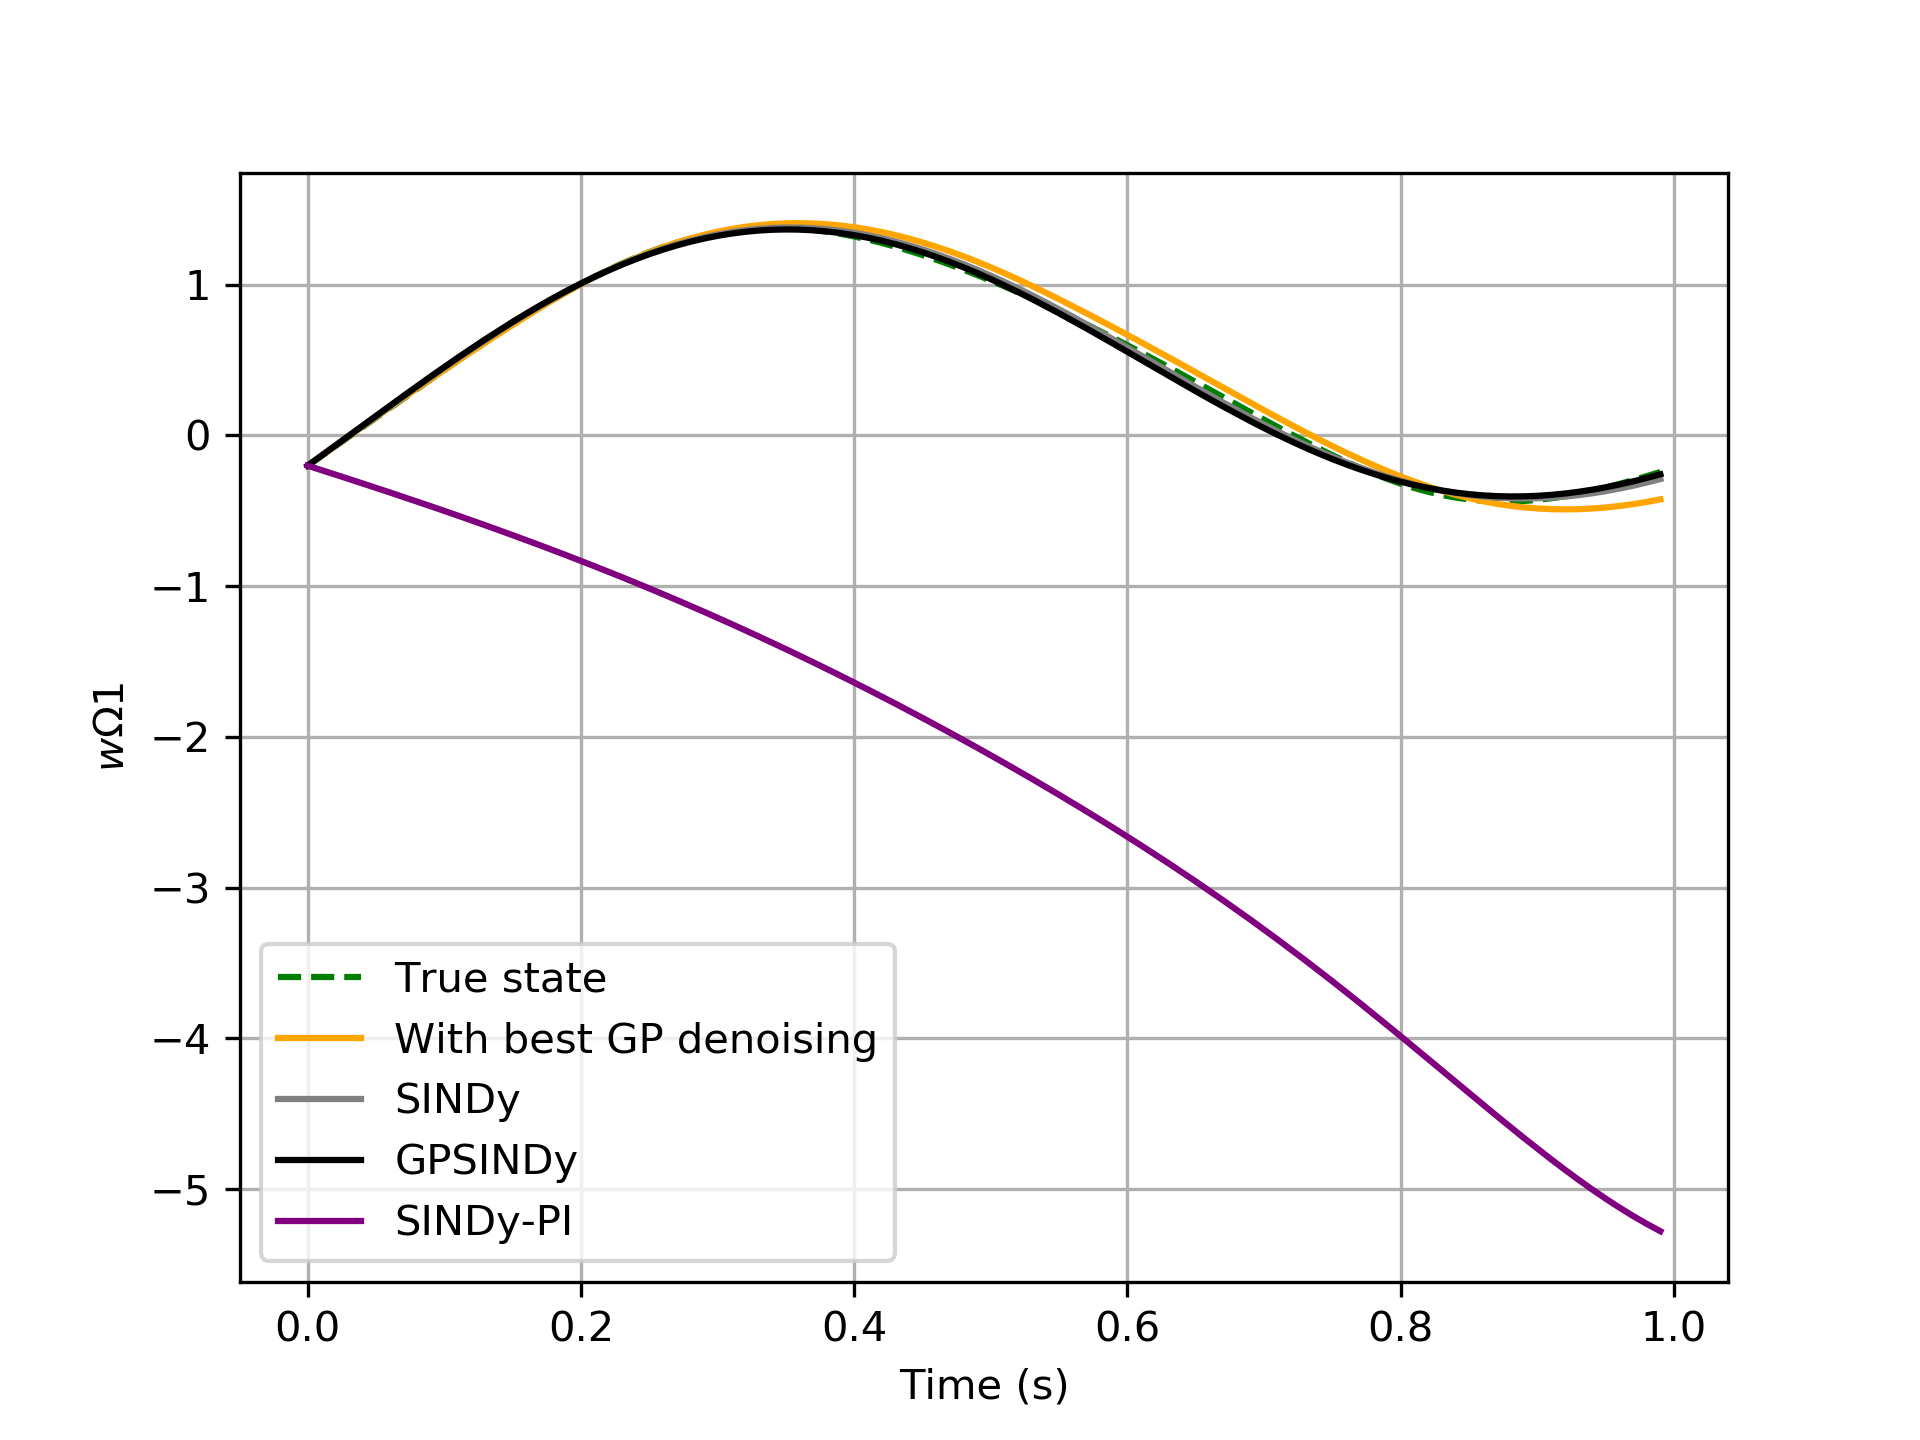 1
0
−1
−2
−3
−4
−5
wΩ1
True state
With best GP denoising
SINDy
GPSINDy
SINDy-PI
0.0 0.2 0.4 0.6 0.8 1.0
Time (s)